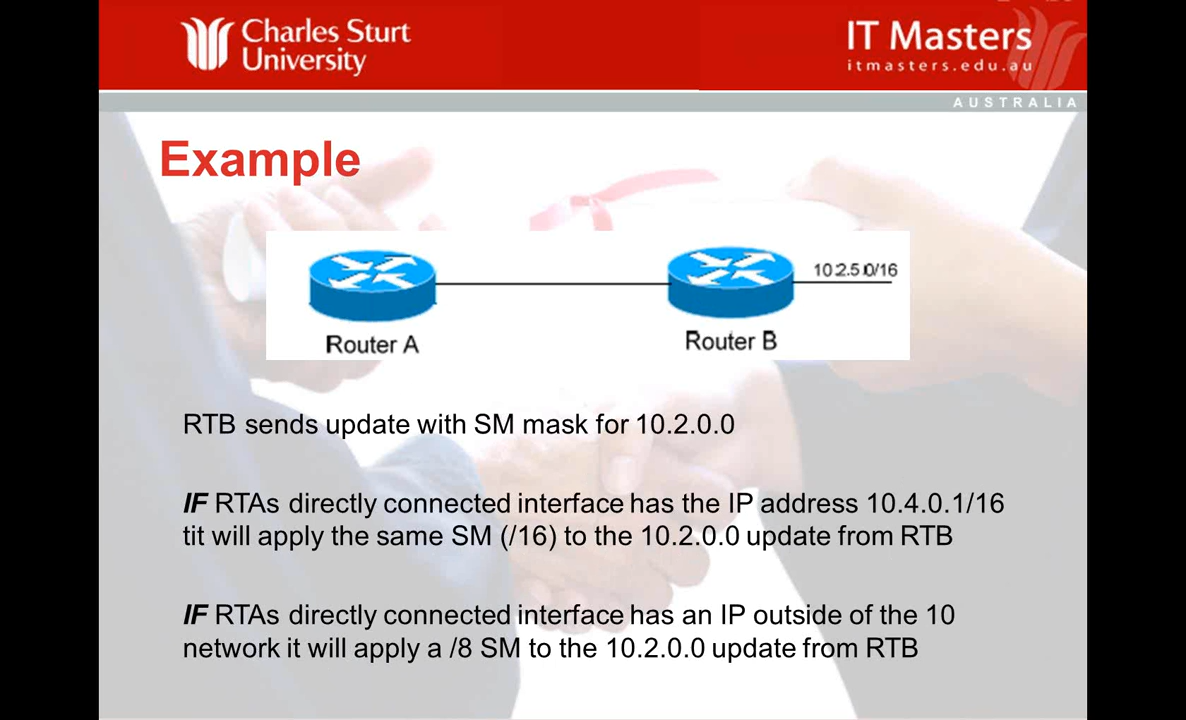 Charles Sturt
University
IT Masters
itmasters.edu.au
AUSTRALIA
Example
10.2.5.0/16
Router A
Router B
RTB sends update with SM mask for 10.2.0.0
IF RTAs directly connected interface has the IP address 10.4.0.1/16
tit will apply the same SM (/16) to the 10.2.0.0 update from RTB
IF RTAs directly connected interface has an IP outside of the 10
network it will apply a /8 SM to the 10.2.0.0 update from RTB